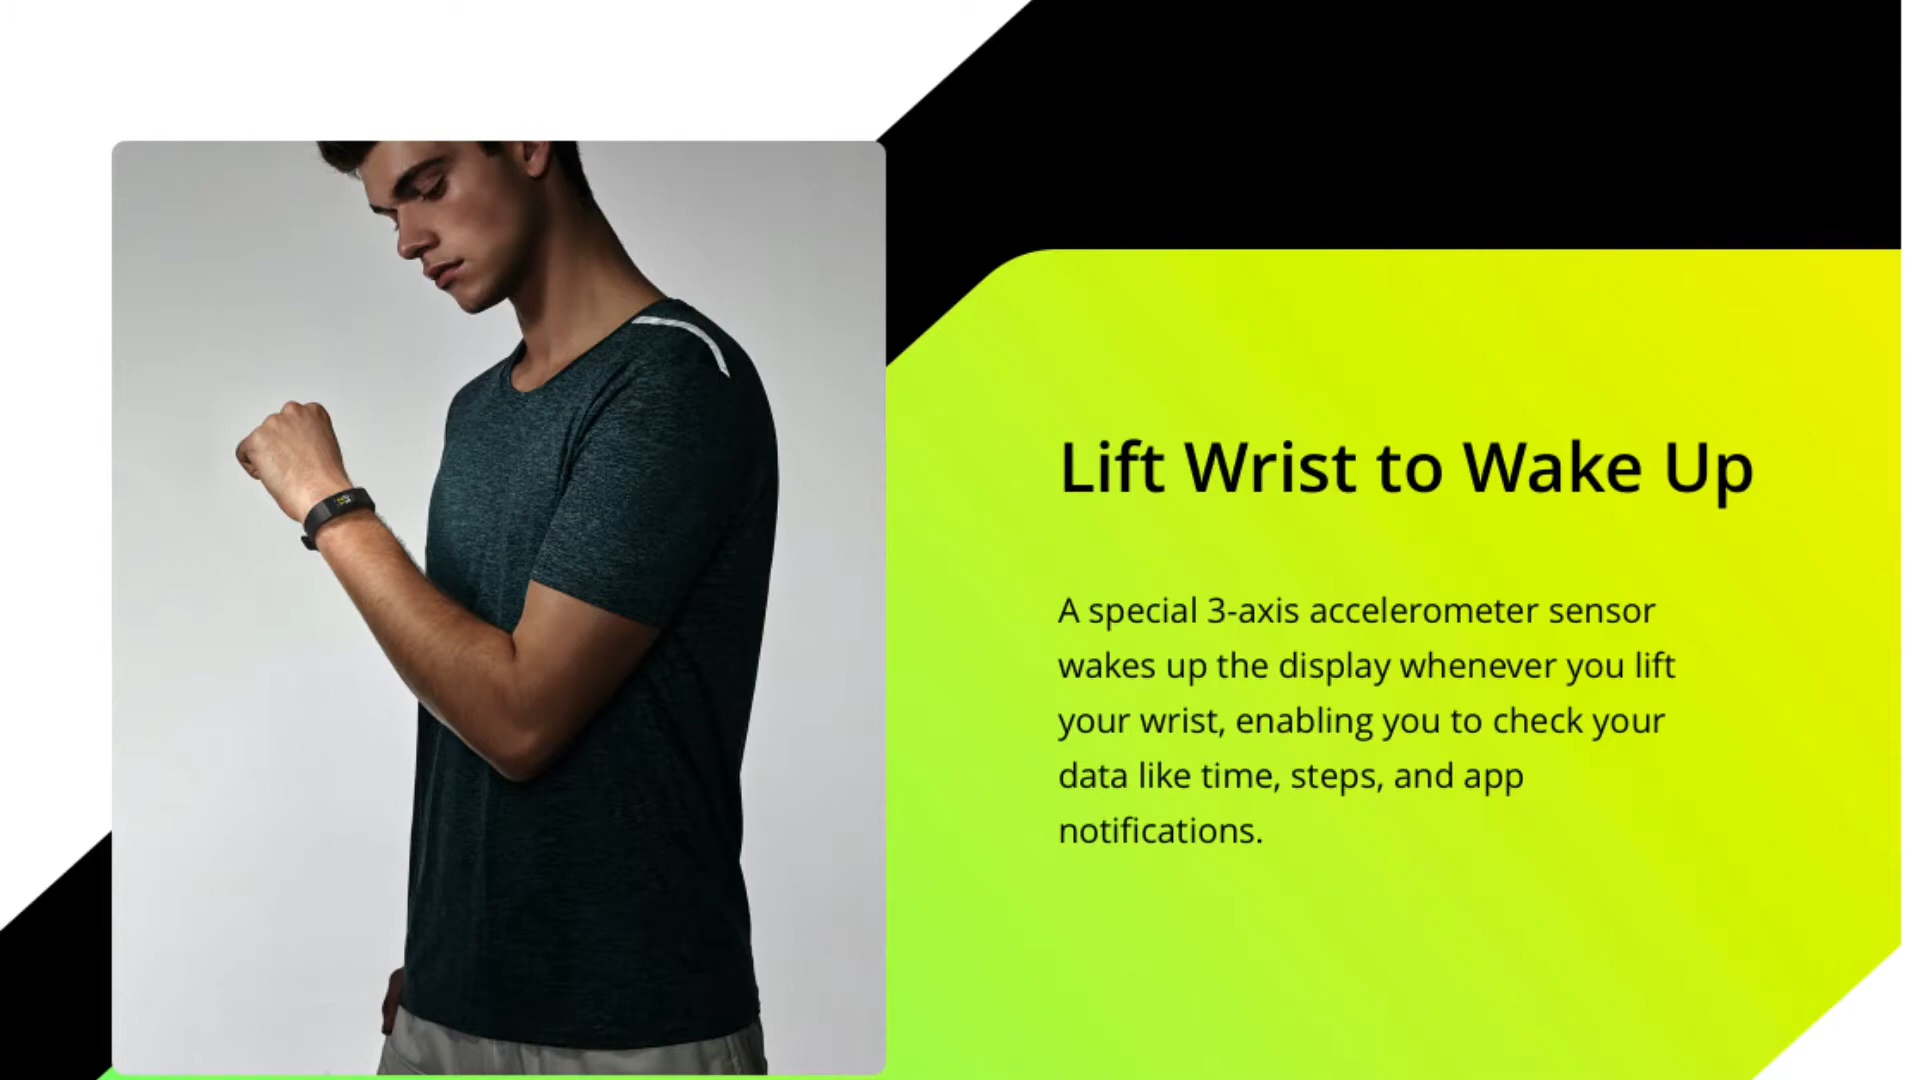 Lift Wrist to Wake Up
A special 3-axis accelerometer sensor
wakes up the display whenever you lift
your wrist, enabling you to check your
data like time, steps, and app
notifications.